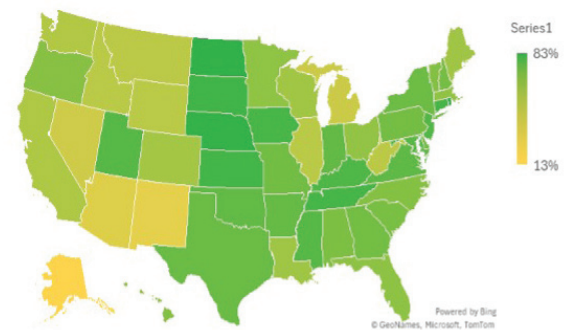 Series1
83%
13%
Powered by Bing
© GeoNames, Microsoft, TomTom